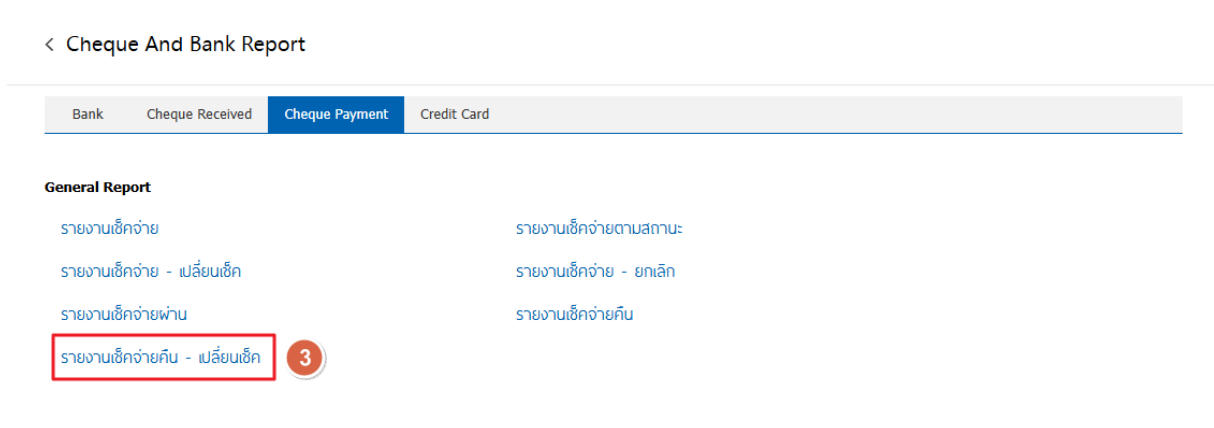 < Cheque And Bank Report
Bank Cheque Received Cheque Payment Credit Card
General Report
รายงานเช็คจ่าย รายงานเช็คจ่ายตามสถานะ
รายงานเช็คจ่าย - เปลี่ยนเช็ค รายงานเช็คจ่าย - ยกเลิก
รายงานเช็คจ่ายผ่าน รายงานเช็คจ่ายคืน
รายงานเช็คจ่ายคืน - เปลี่ยนเช็ค 3